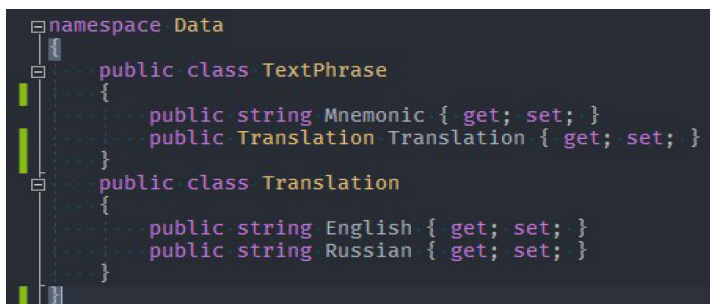 namespace Data
{
public class TextPhrase
{
public string Mnemonic { get; set; }
public Translation Translation { get; set; }
}
public class Translation
{
public string English { get; set; }
public string Russian { get; set; }
}
}